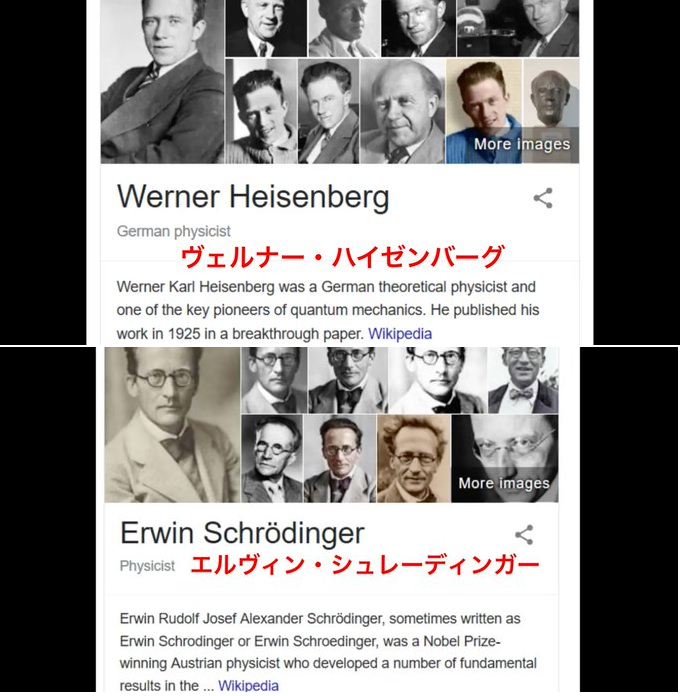 More images
Werner Heisenberg
German physicist
ヴェルナー・ハイゼンバーグ
Werner Karl Heisenberg was a German theoretical physicist and
one of the key pioneers of quantum mechanics. He published his
work in 1925 in a breakthrough paper. Wikipedia
More images
Erwin Schrödinger
Physicist エルヴィン・シュレーディンガー
Erwin Rudolf Josef Alexander Schrödinger, sometimes written as
Erwin Schrodinger or Erwin Schroedinger, was a Nobel Prize-
winning Austrian physicist who developed a number of fundamental
results in the ... Wikipedia